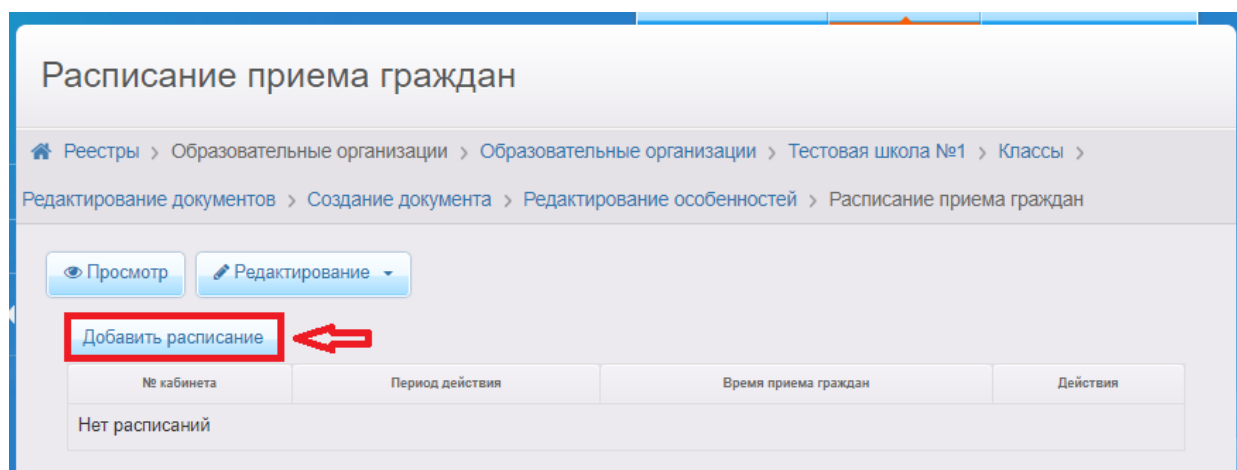 Расписание приема граждан
Реестры > Образовательные организации > Образовательные организации > Тестовая школа №1 > Классы >
Редактирование документов > Создание документа > Редактирование особенностей > Расписание приема граждан
Просмотр Редактирование
Добавить расписание
№ кабинета Период действия Время приема граждан Действия
Нет расписаний